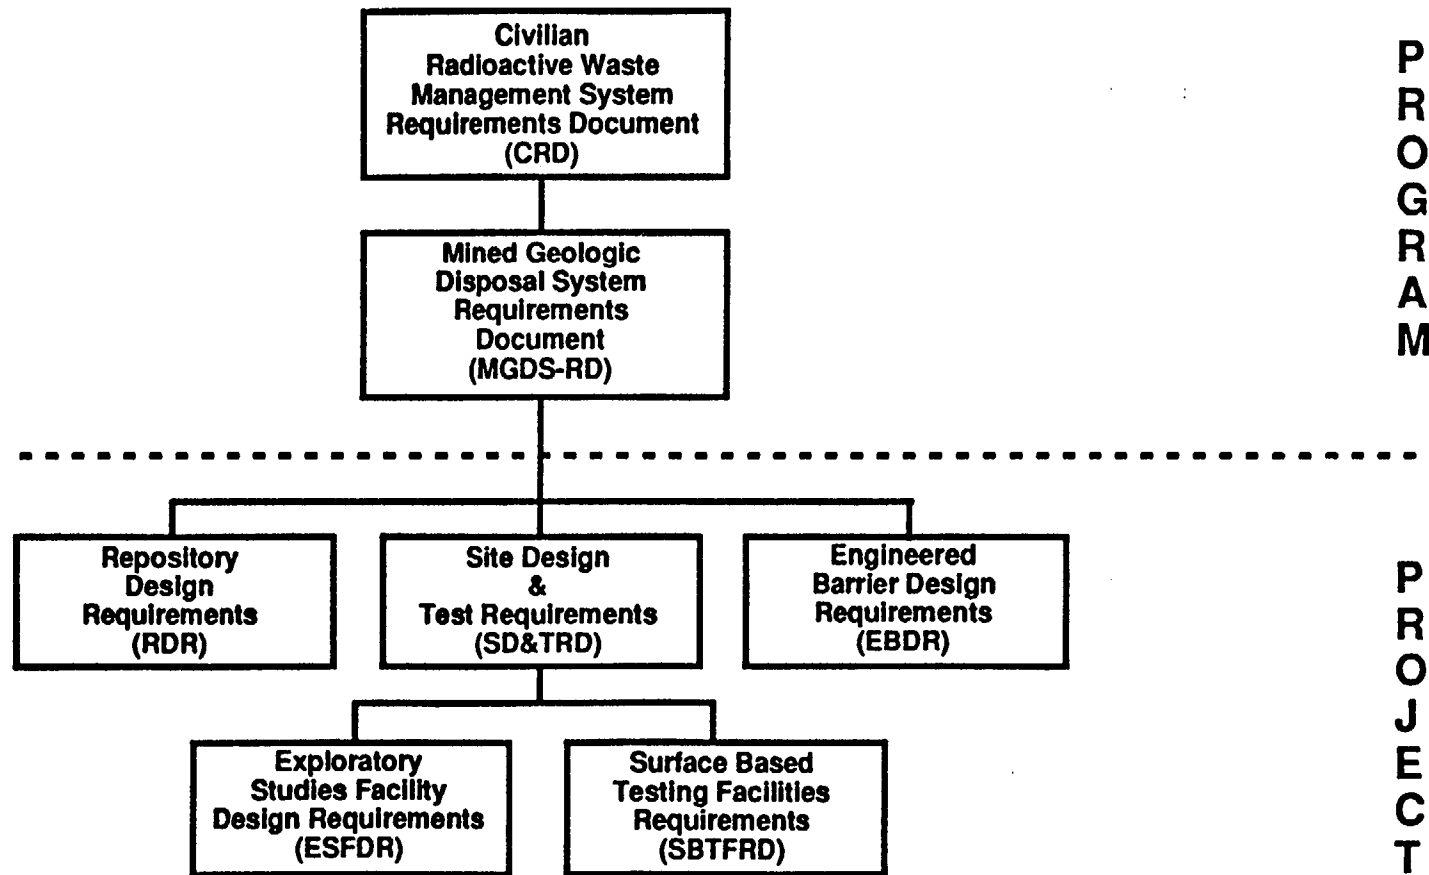 Civilian
Radioactive Waste
Management System
Requirements Document
(CRD)
Mined Geologic
Disposal System
Requirements
Document
(MGDS-RD)
PROGRAM
Repository
Design
Requirements
(RDR)
Site Design
&
Test Requirements
(SD&TRD)
Engineered
Barrier Design
Requirements
(EBDR)
Exploratory
Studies Facility
Design Requirements
(ESFDR)
Surface Based
Testing Facilities
Requirements
(SBTFRD)
PROJECT